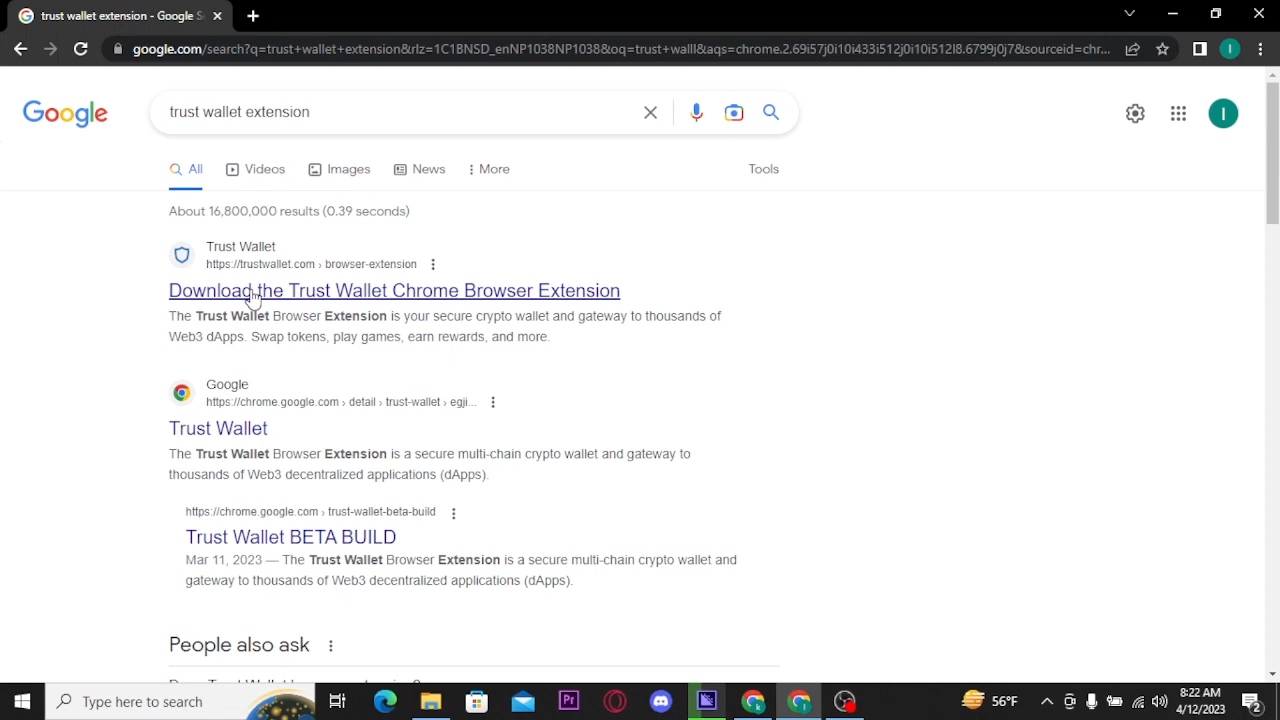 trust wallet extension - Google Se
google.com/search?q=trust+wallet+extension&rlz=1C1BNSD_enNP1038NP1038&oq=trust+walll&aqs=chrome.2.69i57j0i10i433i512j0i10i512l8.6799j0j7&sourceid=chr...
I
Google
trust wallet extension
I
All
Videos
Images
News
More
Tools
About 16,800,000 results (0.39 seconds)
Trust Wallet
https://trustwallet.com › browser-extension
Download the Trust Wallet Chrome Browser Extension
The Trust Wallet Browser Extension is your secure crypto wallet and gateway to thousands of
Web3 dApps. Swap tokens, play games, earn rewards, and more.
Google
https://chrome.google.com › detail › trust-wallet › egji...
Trust Wallet
The Trust Wallet Browser Extension is a secure multi-chain crypto wallet and gateway to
thousands of Web3 decentralized applications (dApps).
https://chrome.google.com › trust-wallet-beta-build
Trust Wallet BETA BUILD
Mar 11, 2023 — The Trust Wallet Browser Extension is a secure multi-chain crypto wallet and
gateway to thousands of Web3 decentralized applications (dApps).
People also ask
Type here to search
Pr
56°F
8:22 AM
4/12/2023
2